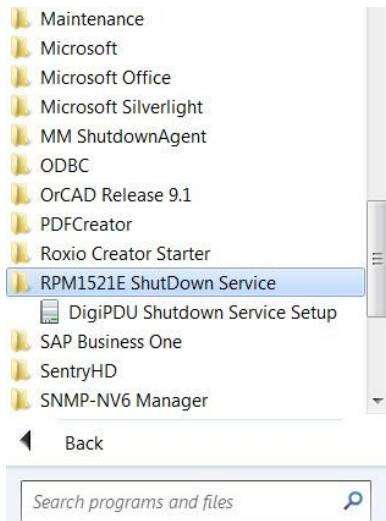 Maintenance
Microsoft
Microsoft Office
Microsoft Silverlight
MM ShutdownAgent
ODBC
OrCAD Release 9.1
PDFCreator
Roxio Creator Starter
RPM1521E ShutDown Service
DigiPDU Shutdown Service Setup
SAP Business One
SentryHD
SNMP-NV6 Manager
Back
Search programs and files